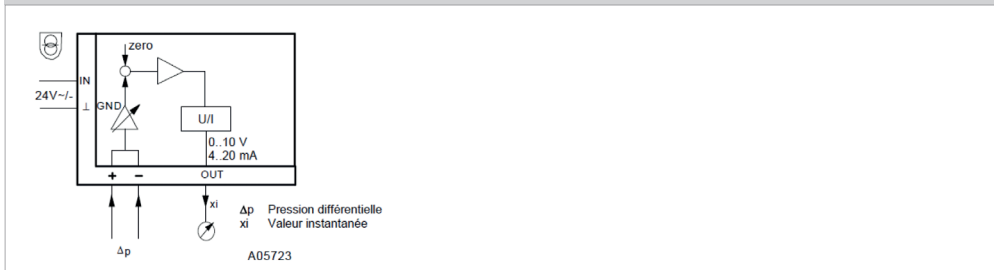 zero
IN
24V~/-
⊥ GND
U/I
0..10 V
4..20 mA
+ − OUT
xi
Δp Pression différentielle
xi Valeur instantanée
Δp
A05723